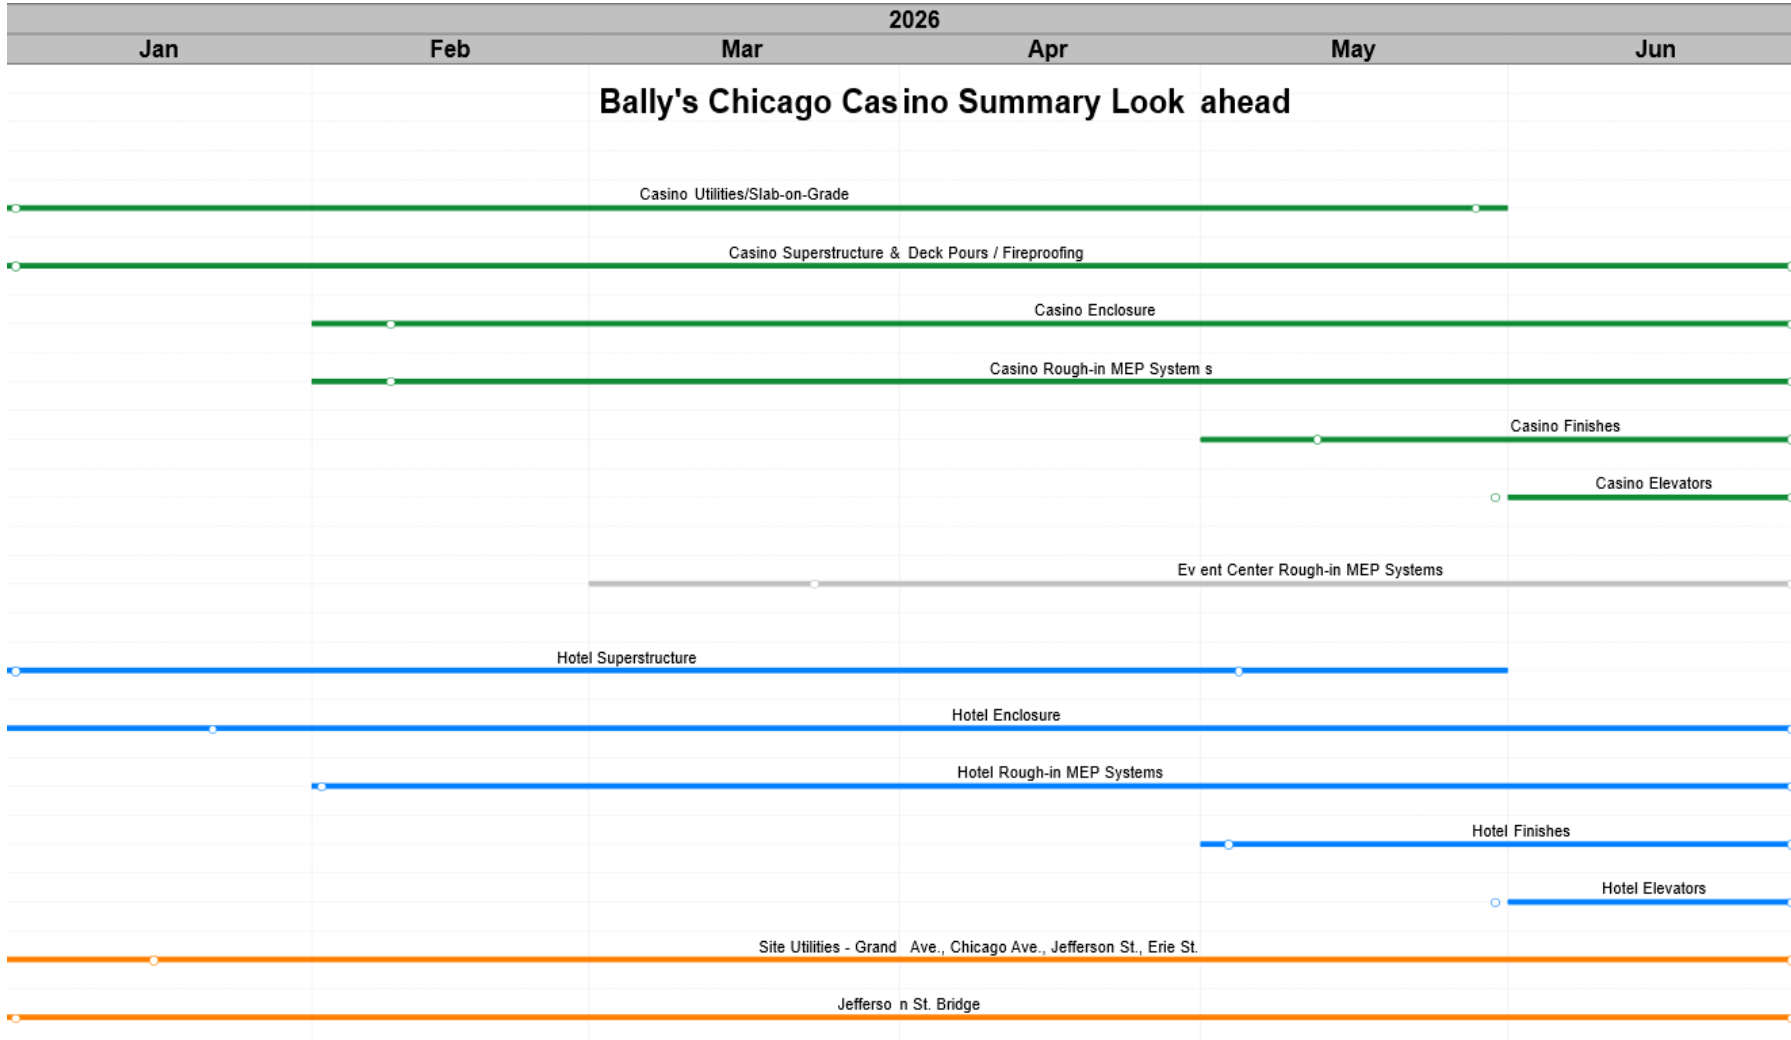 2026
Jan Feb Mar Apr May Jun
Bally's Chicago Casino Summary Look ahead
Casino Utilities/Slab-on-Grade
Casino Superstructure & Deck Pours / Fireproofing
Casino Enclosure
Casino Rough-in MEP System s
Casino Finishes
Casino Elevators
Ev ent Center Rough-in MEP Systems
Hotel Superstructure
Hotel Enclosure
Hotel Rough-in MEP Systems
Hotel Finishes
Hotel Elevators
Site Utilities - Grand Ave., Chicago Ave., Jefferson St., Erie St.
Jefferso n St. Bridge